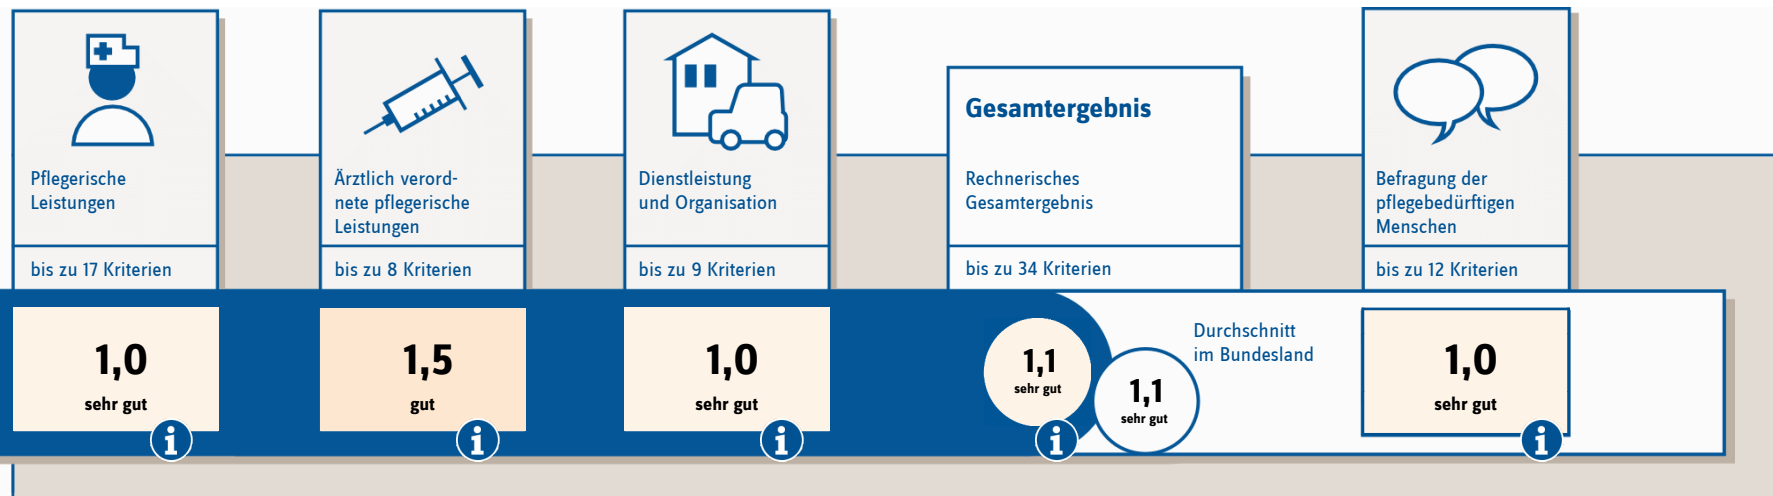 Pflegerische
Leistungen
bis zu 17 Kriterien
1,0
sehr gut
i
Ärztlich verord-
nete pflegerische
Leistungen
bis zu 8 Kriterien
1,5
gut
i
Dienstleistung
und Organisation
bis zu 9 Kriterien
1,0
sehr gut
i
Gesamtergebnis
Rechnerisches
Gesamtergebnis
bis zu 34 Kriterien
1,1
sehr gut
i
1,1
sehr gut
Durchschnitt
im Bundesland
Befragung der
pflegebedürftigen
Menschen
bis zu 12 Kriterien
1,0
sehr gut
i